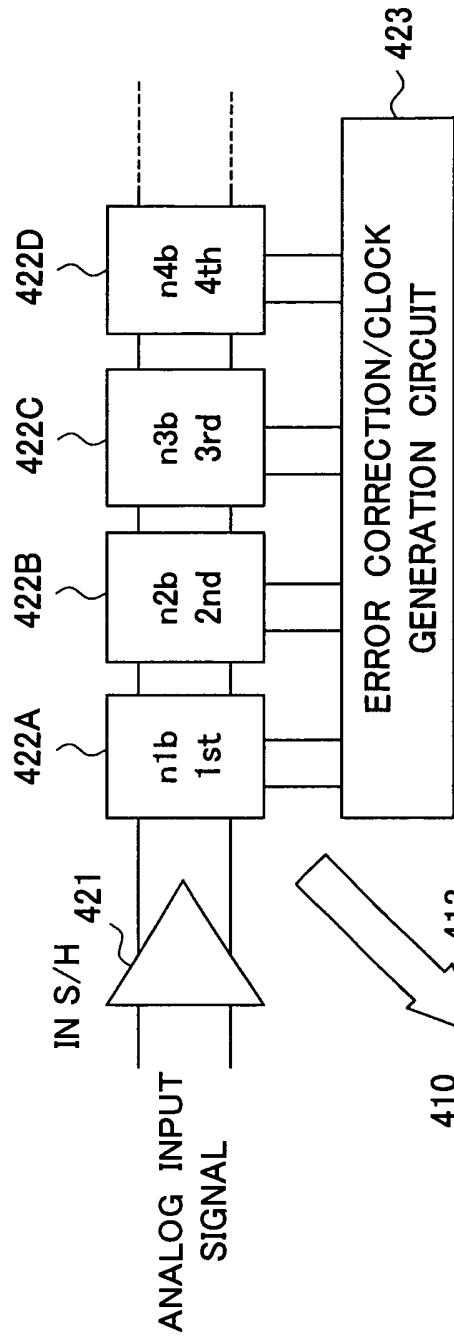 ANALOG INPUT
SIGNAL
IN S/H
421
422A
422B
422C
422D
n1b
1st
n2b
2nd
n3b
3rd
n4b
4th
ERROR CORRECTION/CLOCK
GENERATION CIRCUIT
423
410